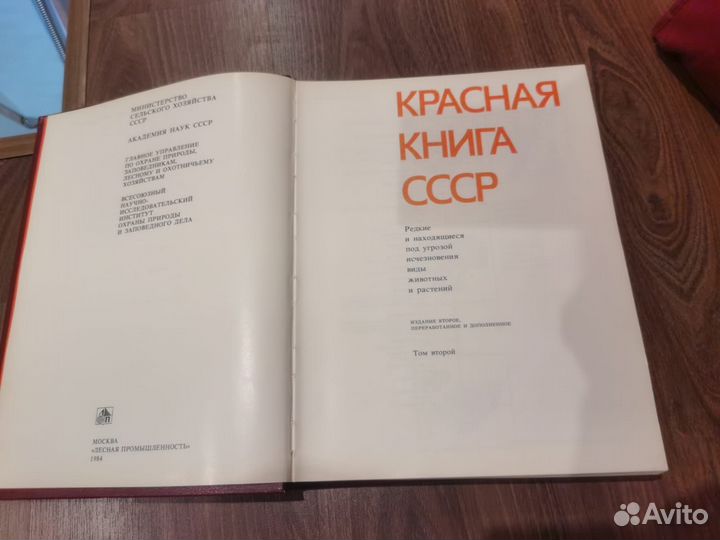 МИНИСТЕРСТВО
СЕЛЬСКОГО ХОЗЯЙСТВА
СССР
АКАДЕМИЯ НАУК СССР
ГЛАВНОЕ УПРАВЛЕНИЕ
ПО ОХРАНЕ ПРИРОДЫ,
ЗАПОВЕДНИКАМ,
ЛЕСНОМУ И ОХОТНИЧЬЕМУ
ХОЗЯЙСТВАМ
ВСЕСОЮЗНЫЙ
НАУЧНО-
ИССЛЕДОВАТЕЛЬСКИЙ
ИНСТИТУТ
ОХРАНЫ ПРИРОДЫ
И ЗАПОВЕДНОГО ДЕЛА
МОСКВА
«ЛЕСНАЯ ПРОМЫШЛЕННОСТЬ»
1984
КРАСНАЯ
КНИГА
СССР
Редкие
и находящиеся
под угрозой
исчезновения
виды
животных
и растений
ИЗДАНИЕ ВТОРОЕ,
ПЕРЕРАБОТАННОЕ И ДОПОЛНЕННОЕ
Том второй
Avito